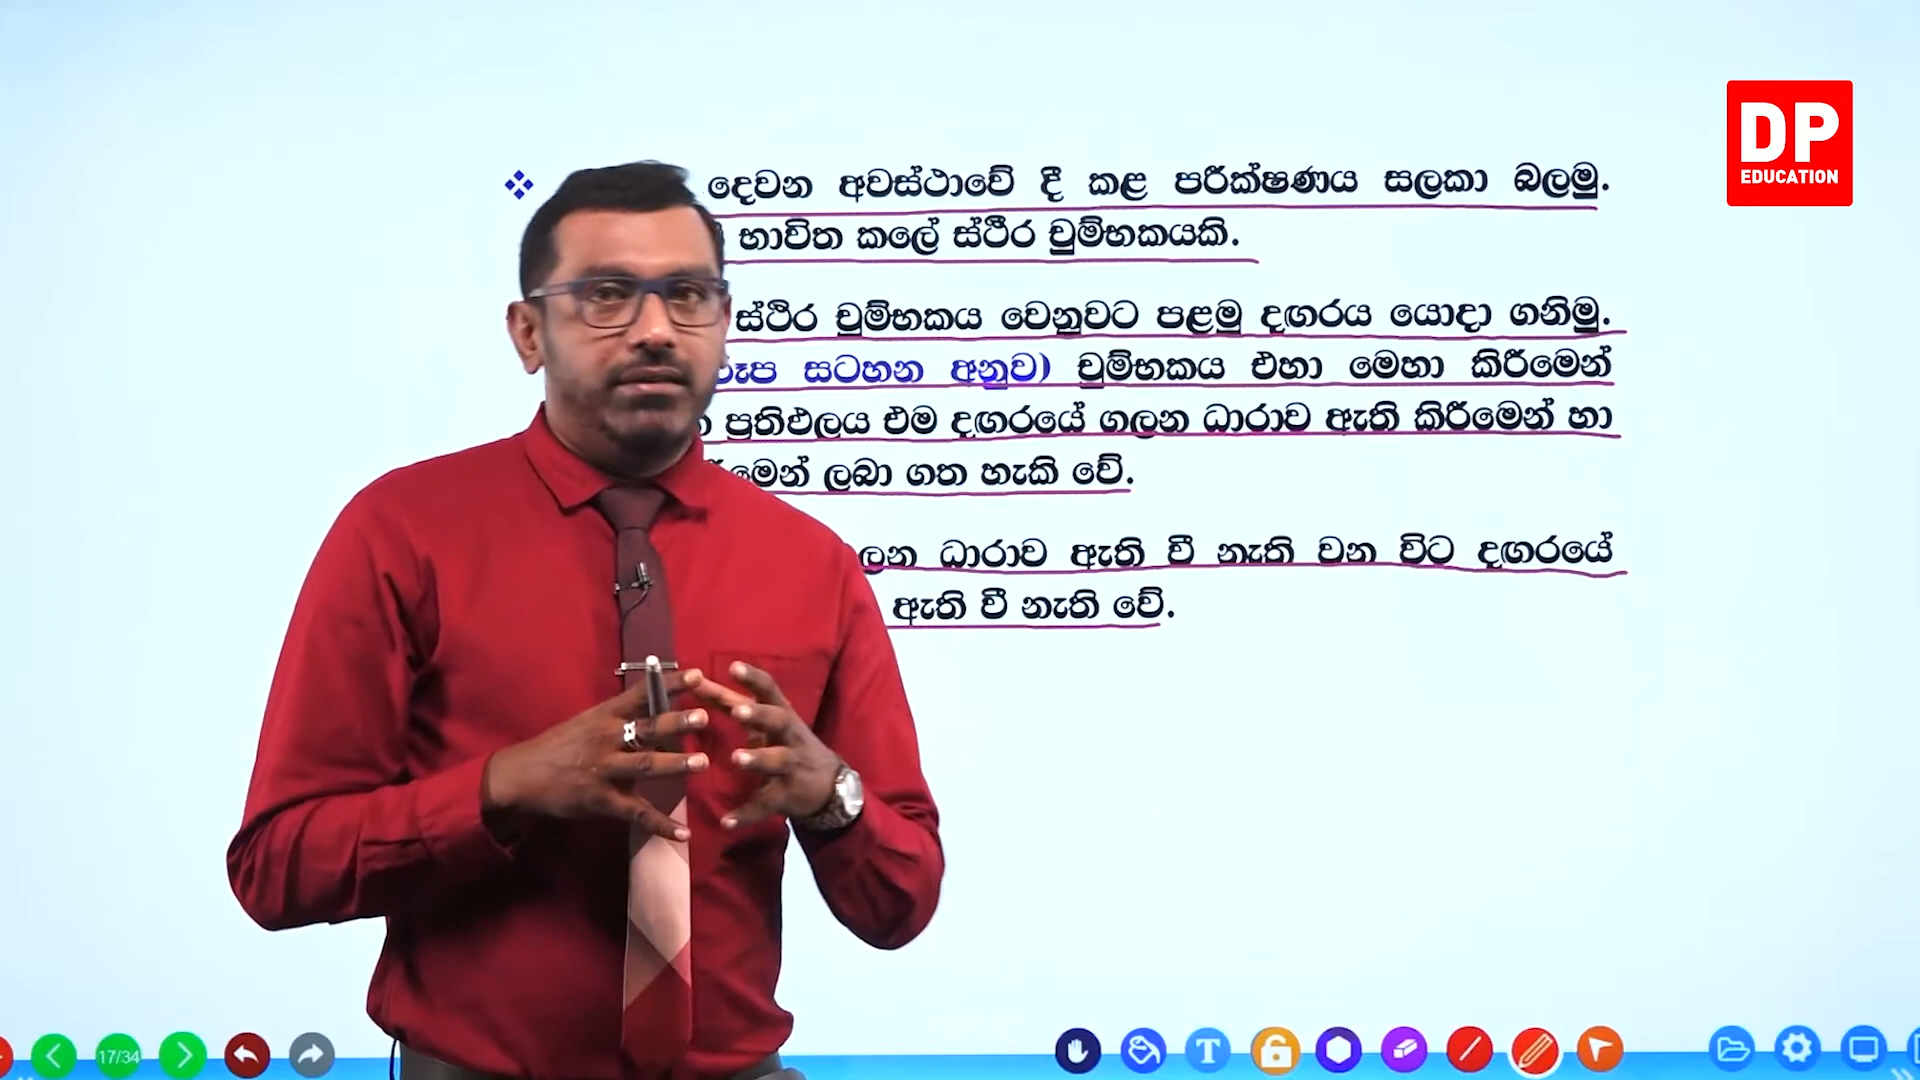 DP
EDUCATION
දෙවන අවස්ථාවේ දී කළ පරීක්ෂණය සලකා බලමු.
භාවිත කලේ ස්ථීර චුම්භකයකි.
ස්ථිර චුම්භකය වෙනුවට පළමු දඟරය යොදා ගනිමු.
සටහන අනුව) චුම්භකය එහා මෙහා කිරීමෙන්
ප්‍රතිඵලය එම දඟරයේ ගලන ධාරාව ඇති කිරීමෙන් හා
ලබා ගත හැකි වේ.
ධාරාව ඇති වී නැති වන විට දඟරයේ
ඇති වී නැති වේ.
17/34
T